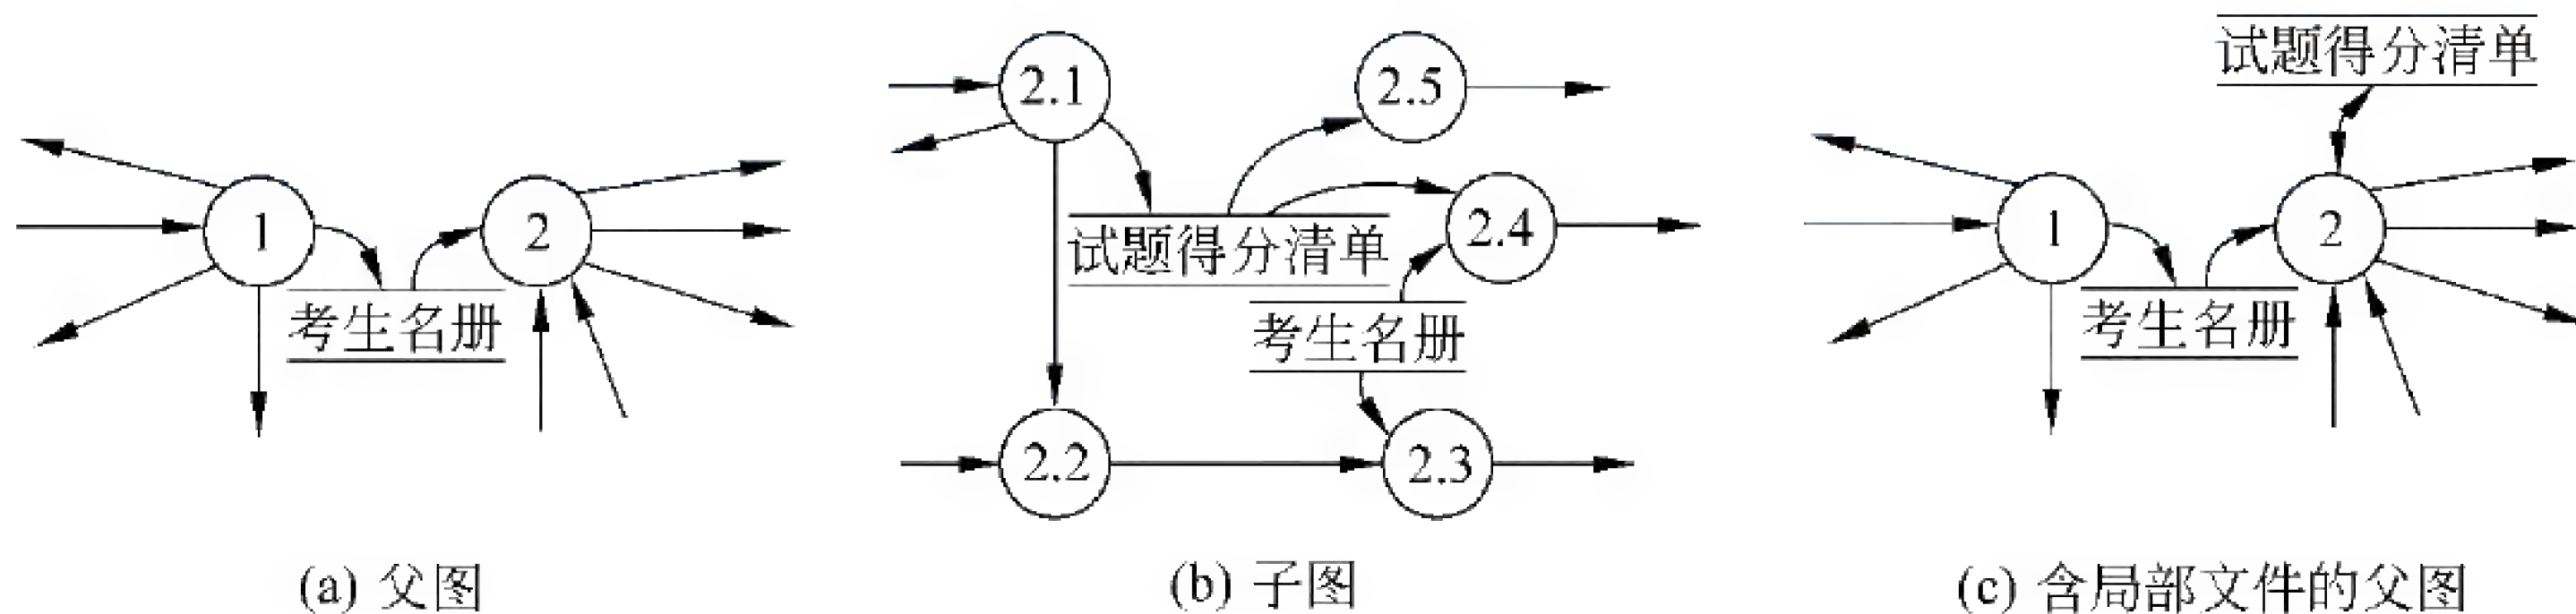 1
2
考生名册
(a) 父图
2.1
2.5
2.4
试题得分清单
考生名册
2.2
2.3
(b) 子图
试题得分清单
1
2
考生名册
(c) 含局部文件的父图